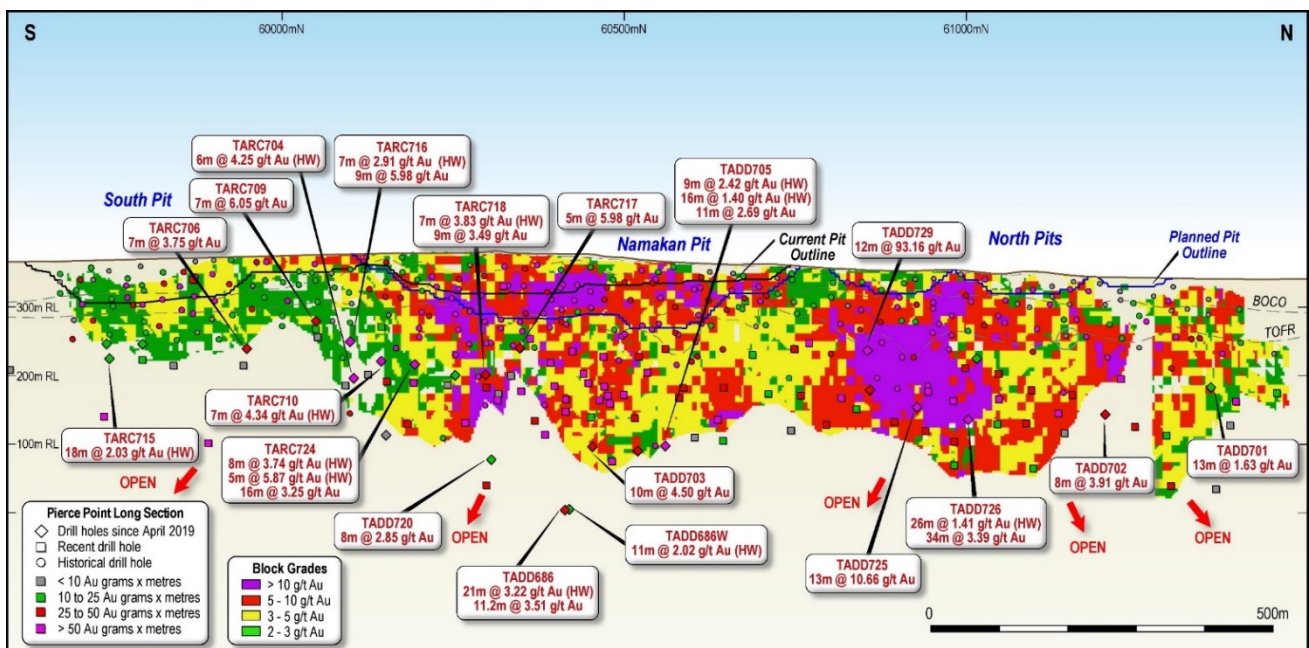 S
60000mN
60500mN
61000mN
N
TARC704
6m @ 4.25 g/t Au (HW)
TARC716
7m @ 2.91 g/t Au (HW)
9m @ 5.98 g/t Au
TADD705
9m @ 2.42 g/t Au (HW)
16m @ 1.40 g/t Au (HW)
11m @ 2.69 g/t Au
South Pit
TARC709
7m @ 6.05 g/t Au
TARC718
7m @ 3.83 g/t Au (HW)
9m @ 3.49 g/t Au
TARC717
5m @ 5.98 g/t Au
TARC706
7m @ 3.75 g/t Au
Namakan Pit
Current Pit
Outline
TADD729
12m @ 93.16 g/t Au
North Pits
Planned Pit
Outline
300m RL
BOCO
TOFR
200m RL
100m RL
TARC710
7m @ 4.34 g/t Au (HW)
TARC715
18m @ 2.03 g/t Au (HW)
OPEN
TARC724
8m @ 3.74 g/t Au (HW)
5m @ 5.87 g/t Au (HW)
16m @ 3.25 g/t Au
TADD703
10m @ 4.50 g/t Au
TADD702
8m @ 3.91 g/t Au
TADD701
13m @ 1.63 g/t Au
TADD720
8m @ 2.85 g/t Au
OPEN
TADD686W
11m @ 2.02 g/t Au (HW)
OPEN
TADD726
26m @ 1.41 g/t Au (HW)
34m @ 3.39 g/t Au
OPEN
OPEN
TADD686
21m @ 3.22 g/t Au (HW)
11.2m @ 3.51 g/t Au
TADD725
13m @ 10.66 g/t Au
Pierce Point Long Section
Drill holes since April 2019
Recent drill hole
Historical drill hole
< 10 Au grams x metres
10 to 25 Au grams x metres
25 to 50 Au grams x metres
> 50 Au grams x metres
Block Grades
> 10 g/t Au
5 - 10 g/t Au
3 - 5 g/t Au
2 - 3 g/t Au
0
500m